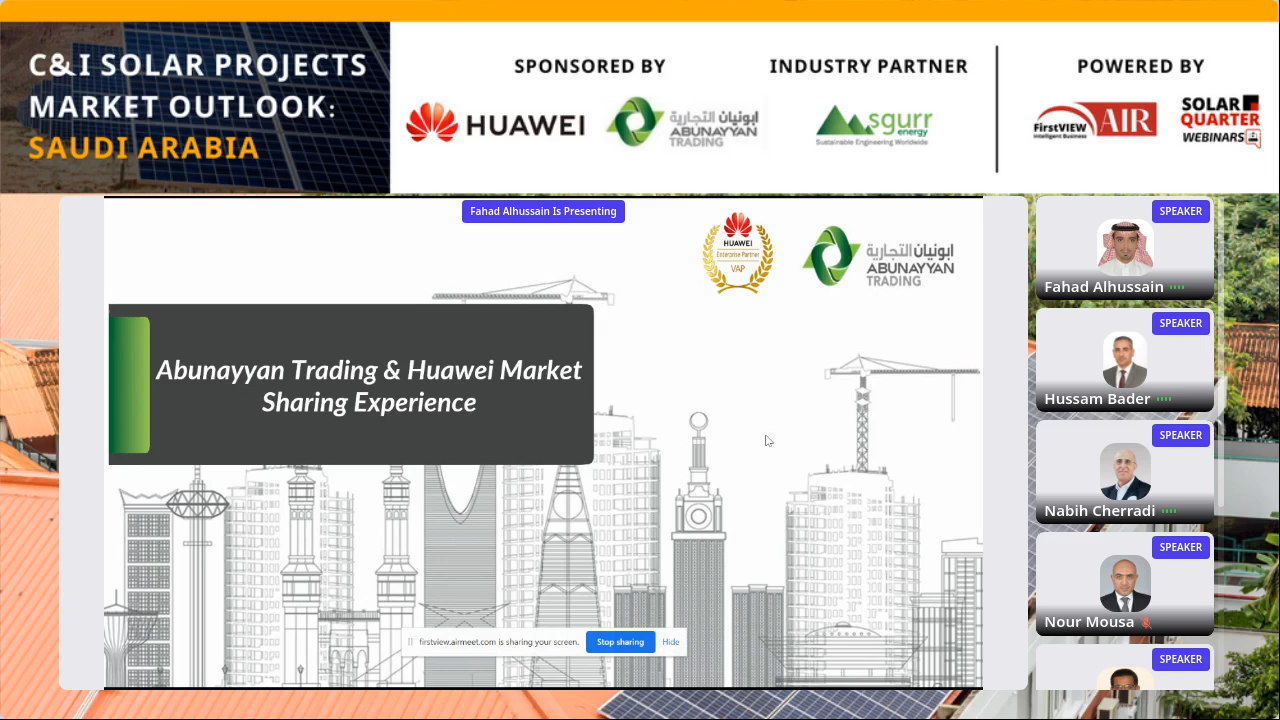 C&I SOLAR PROJECTS
MARKET OUTLOOK:
SAUDI ARABIA
SPONSORED BY
INDUSTRY PARTNER
POWERED BY
HUAWEI
ابونيان التجارية
ABUNAYYAN
TRADING
sgurr
energy
Sustainable Engineering Worldwide
FirstVIEW
Intelligent Business
AIR
SOLAR
QUARTER
WEBINARS
Fahad Alhussain Is Presenting
HUAWEI
Enterprise Partner
VAP
ابونيان التجارية
ABUNAYYAN
TRADING
Abunayyan Trading & Huawei Market
Sharing Experience
firstview.airmeet.com is sharing your screen.
Stop sharing
Hide
SPEAKER
Fahad Alhussain
SPEAKER
Hussam Bader
SPEAKER
Nabih Cherradi
SPEAKER
Nour Mousa
SPEAKER